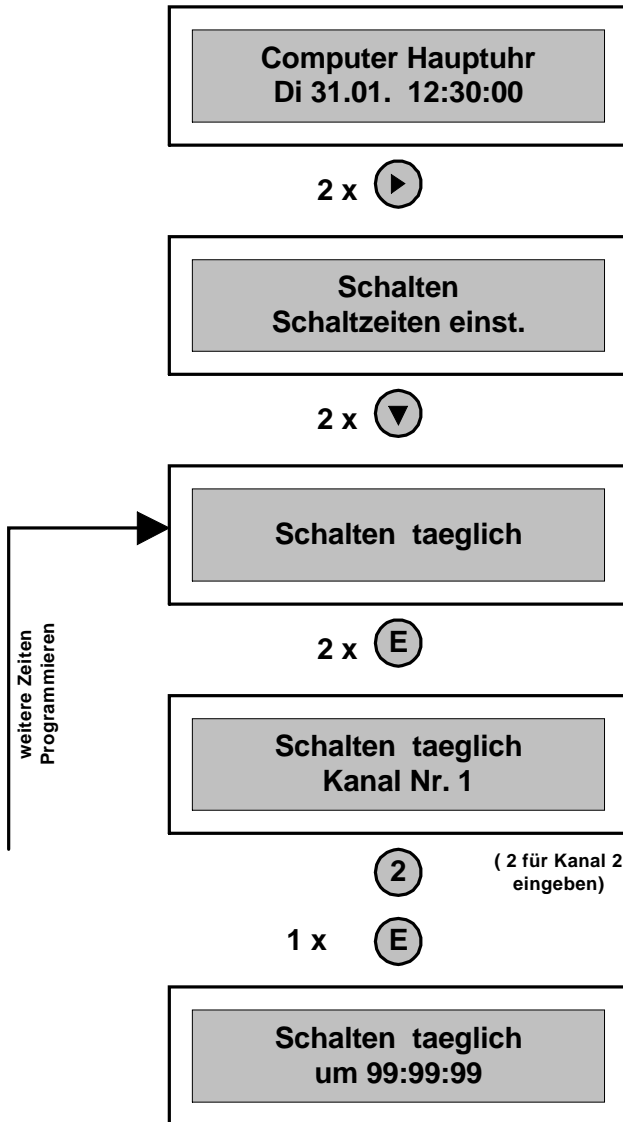 Computer Hauptuhr
Di 31.01. 12:30:00
2 x
Schalten
Schaltzeiten einst.
2 x
Schalten taeglich
weitere Zeiten
Programmieren
2 x E
Schalten taeglich
Kanal Nr. 1
2
( 2 für Kanal 2
eingeben)
1 x E
Schalten taeglich
um 99:99:99